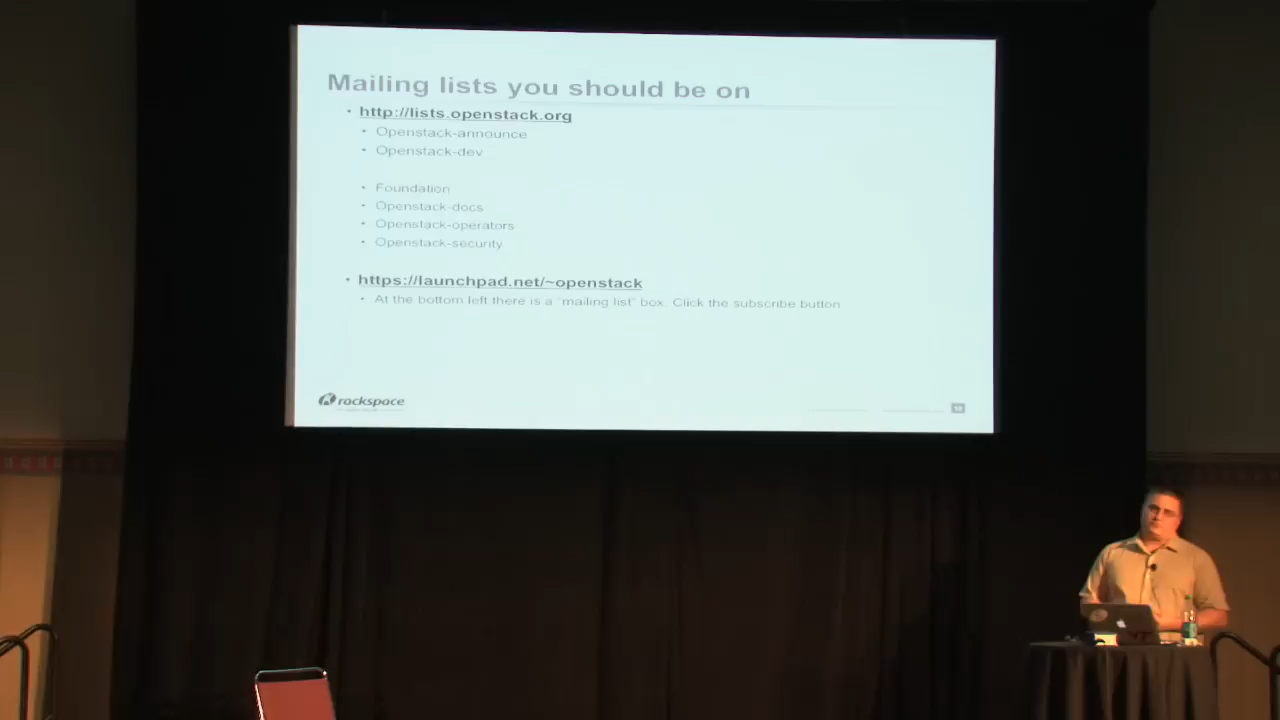 Mailing lists you should be on
• http://lists.openstack.org
• Openstack-announce
• Openstack-dev
• Foundation
• Openstack-docs
• Openstack-operators
• Openstack-security
• https://launchpad.net/~openstack
• At the bottom left there is a "mailing list" box. Click the subscribe button
rackspace